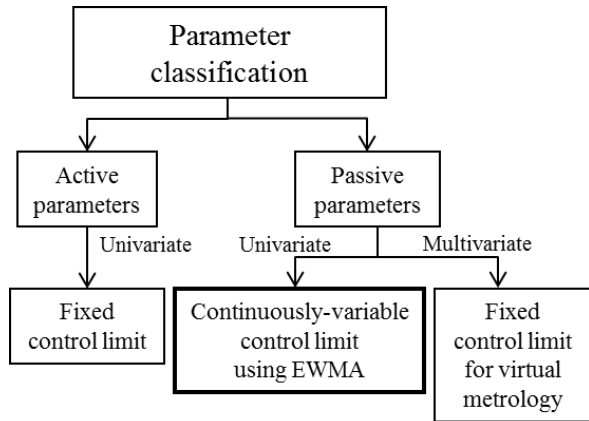 Parameter
classification
Active
parameters
Passive
parameters
Univariate
Univariate
Multivariate
Fixed
control limit
Continuously-variable
control limit
using EWMA
Fixed
control limit
for virtual
metrology